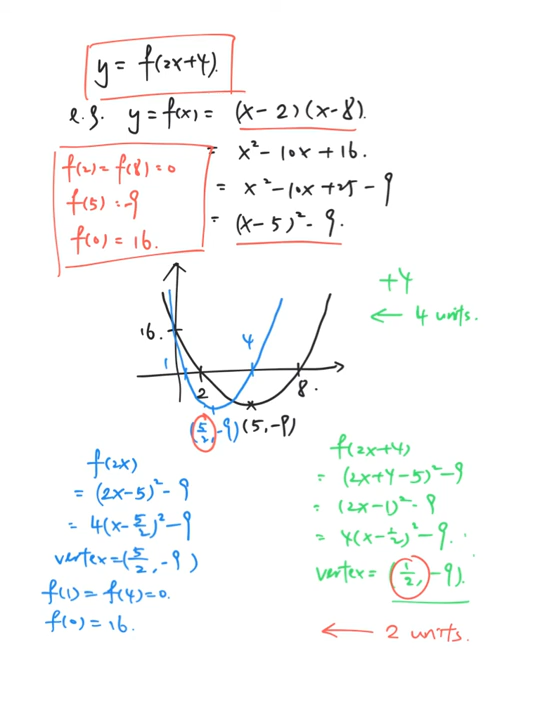 y = f(2x+4).
e.g. y = f(x) = (x-2)(x-8).
= x² - 10x + 16.
= x² - 10x + 25 - 9
= (x-5)² - 9.
f(2) = f(8) = 0
f(5) = -9
f(0) = 16.
+4
← 4 units.
16.
1
2
4
8.
(5/2, -9) (5, -9)
f(2x)
= (2x-5)² - 9
= 4(x - 5/2)² - 9
vertex = (5/2, -9)
f(1) = f(4) = 0.
f(0) = 16.
f(2x+4)
= (2x+4-5)² - 9
= (2x-1)² - 9
= 4(x - 1/2)² - 9.
vertex = (1/2, -9).
← 2 units.